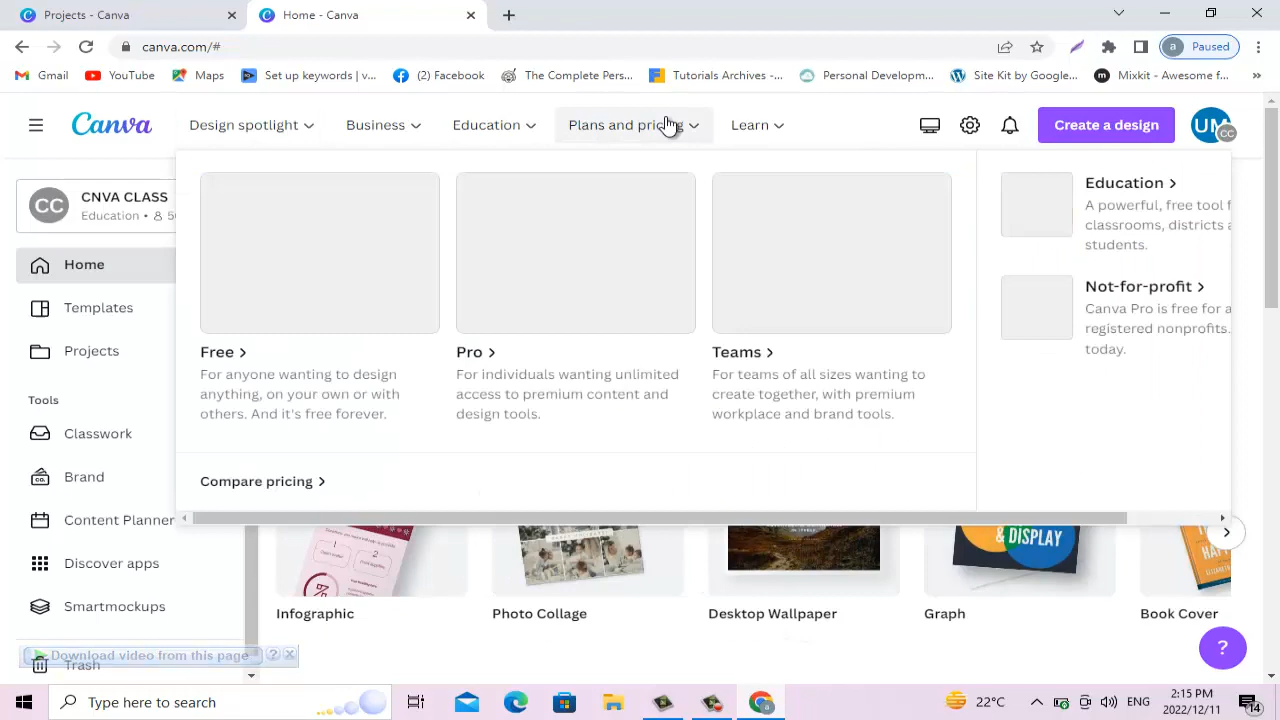 Projects - Canva
Home - Canva
canva.com/#
Paused
Gmail
YouTube
Maps
Set up keywords | v...
(2) Facebook
The Complete Pers...
Tutorials Archives -...
Personal Developm...
Site Kit by Google...
Mixkit - Awesome f...
Canva
Design spotlight
Business
Education
Plans and pricing
Learn
Create a design
UM
CC
CC
CNVA CLASS
Education •
Home
Templates
Projects
Tools
Classwork
Brand
Content Planner
Discover apps
Smartmockups
Trash
Free
For anyone wanting to design
anything, on your own or with
others. And it's free forever.
Pro
For individuals wanting unlimited
access to premium content and
design tools.
Teams
For teams of all sizes wanting to
create together, with premium
workplace and brand tools.
Compare pricing
Education
A powerful, free tool
classrooms, districts
students.
Not-for-profit
Canva Pro is free for
registered nonprofits.
today.
& DISPLAY
Infographic
Photo Collage
Desktop Wallpaper
Graph
Book Cover
Download video from this page
?
?
Type here to search
22°C
ENG
2:15 PM
2022/12/11
14